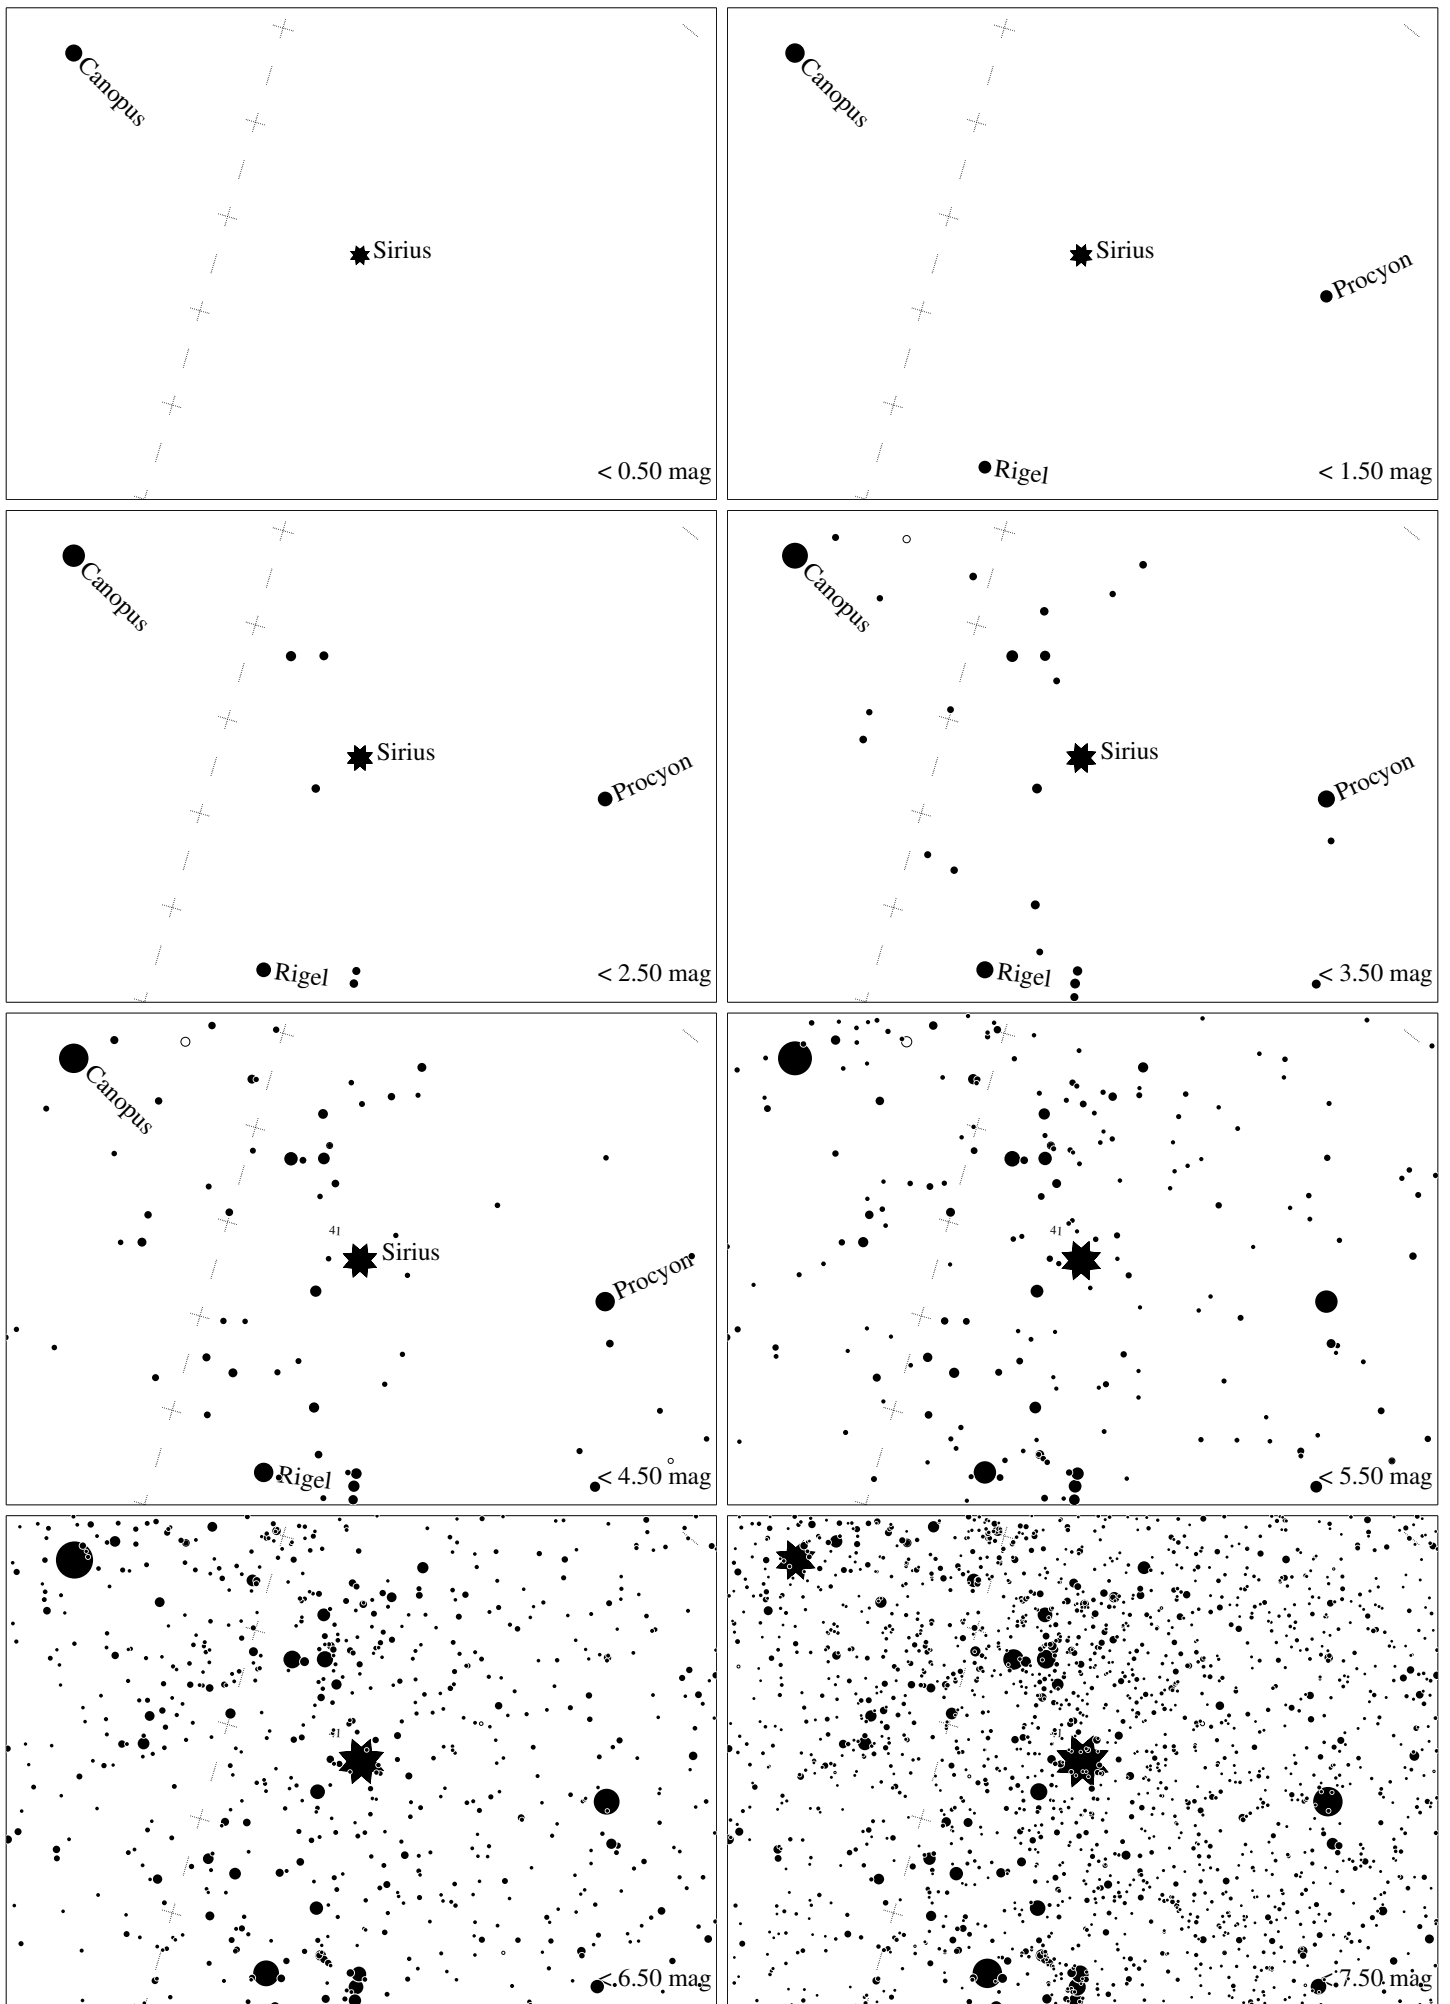 Canopus
Sirius
< 0.50 mag
Canopus
Sirius
Procyon
Rigel
< 1.50 mag
Canopus
Sirius
Procyon
Rigel
< 2.50 mag
Canopus
Sirius
Procyon
Rigel
< 3.50 mag
Canopus
41
Sirius
Procyon
Rigel
< 4.50 mag
41
< 5.50 mag
41
< 6.50 mag
41
< 7.50 mag